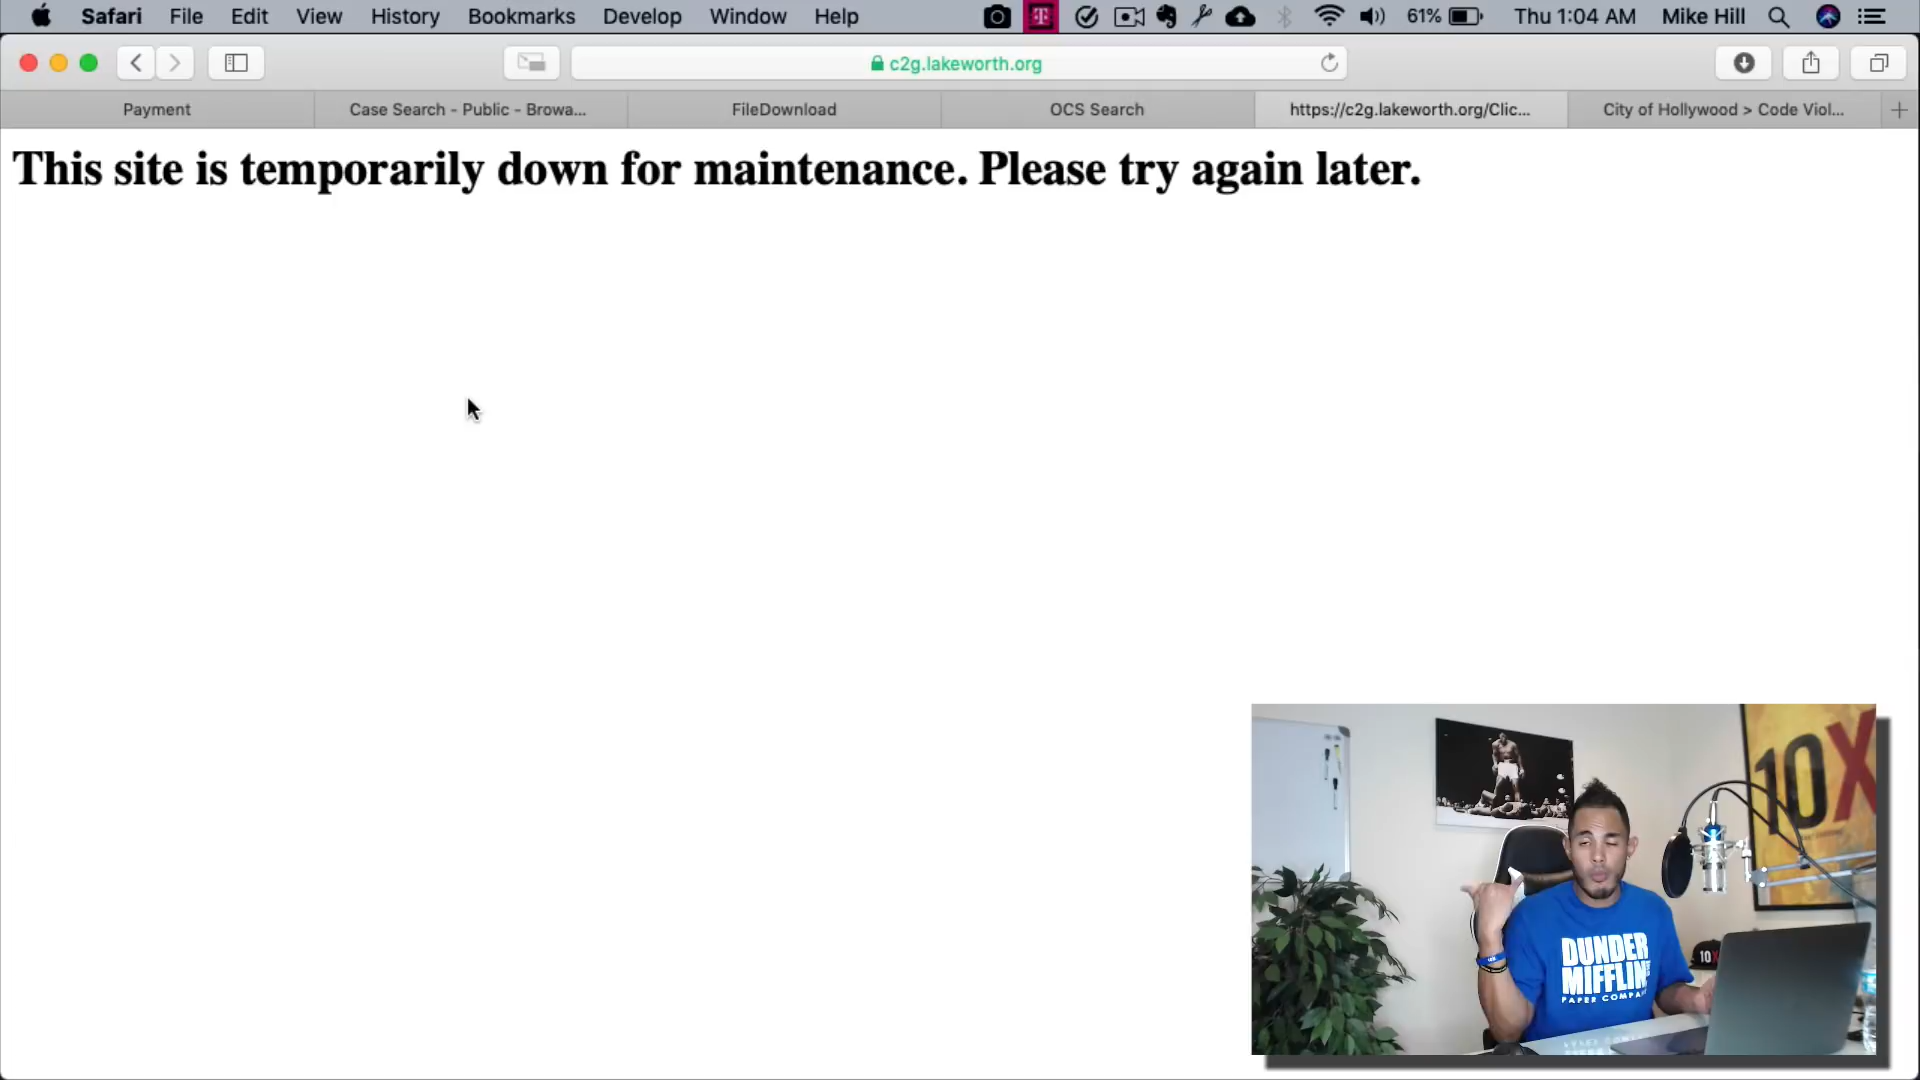 Safari File Edit View History Bookmarks Develop Window Help 61% Thu 1:04 AM Mike Hill
c2g.lakeworth.org
Payment Case Search - Public - Browa... FileDownload OCS Search https://c2g.lakeworth.org/Clic... City of Hollywood > Code Viol...
This site is temporarily down for maintenance. Please try again later.
10X
10X
DUNDER
MIFFLIN
PAPER COMPANY